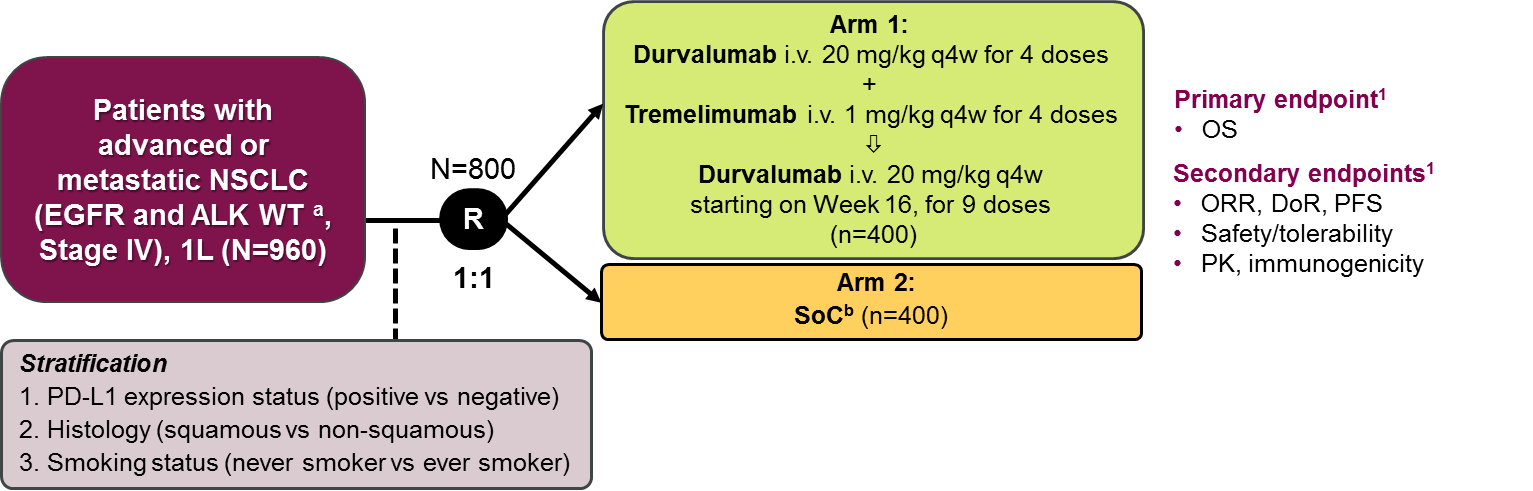 Patients with
advanced or
metastatic NSCLC
(EGFR and ALK WT a,
Stage IV), 1L (N=960)
N=800
R
1:1
Stratification
1. PD-L1 expression status (positive vs negative)
2. Histology (squamous vs non-squamous)
3. Smoking status (never smoker vs ever smoker)
Arm 1:
Durvalumab i.v. 20 mg/kg q4w for 4 doses
+
Tremelimumab i.v. 1 mg/kg q4w for 4 doses
⇩
Durvalumab i.v. 20 mg/kg q4w
starting on Week 16, for 9 doses
(n=400)
Arm 2:
SoCb (n=400)
Primary endpoint1
• OS
Secondary endpoints1
• ORR, DoR, PFS
• Safety/tolerability
• PK, immunogenicity